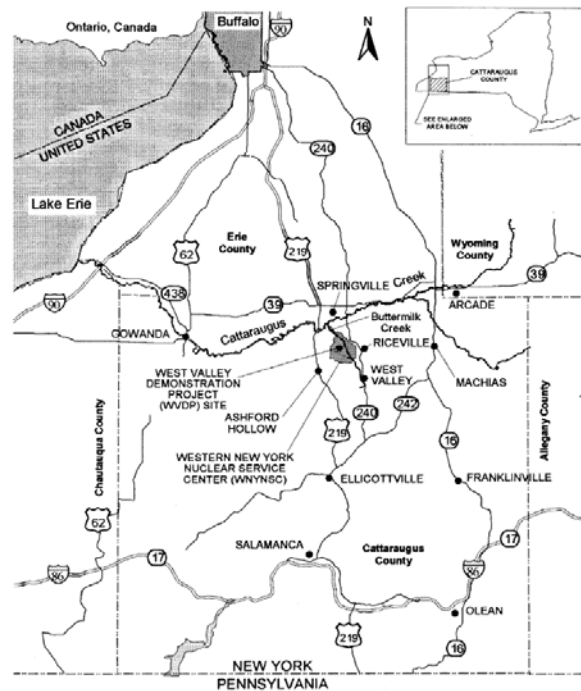 Ontario, Canada
Buffalo
90
N
CATTARAUGUS
COUNTY
SEE ENLARGED
AREA BELOW
16
CANADA
UNITED STATES
240
Lake Erie
62
Erie
County
219
Wyoming
County
39
SPRINGVILLE
Creek
438
39
ARCADE
90
Cattaraugus
Buttermilk
Creek
GOWANDA
RICEVILLE
WEST VALLEY
DEMONSTRATION
PROJECT
(WVDP) SITE
WEST
VALLEY
MACHIAS
ASHFORD
HOLLOW
240
242
219
16
WESTERN NEW YORK
NUCLEAR SERVICE
CENTER (WNYNSC)
Chautauqua County
Allegany County
ELLICOTTVILLE
FRANKLINVILLE
62
17
17
SALAMANCA
Cattaraugus
County
86
86
OLEAN
219
16
NEW YORK
PENNSYLVANIA